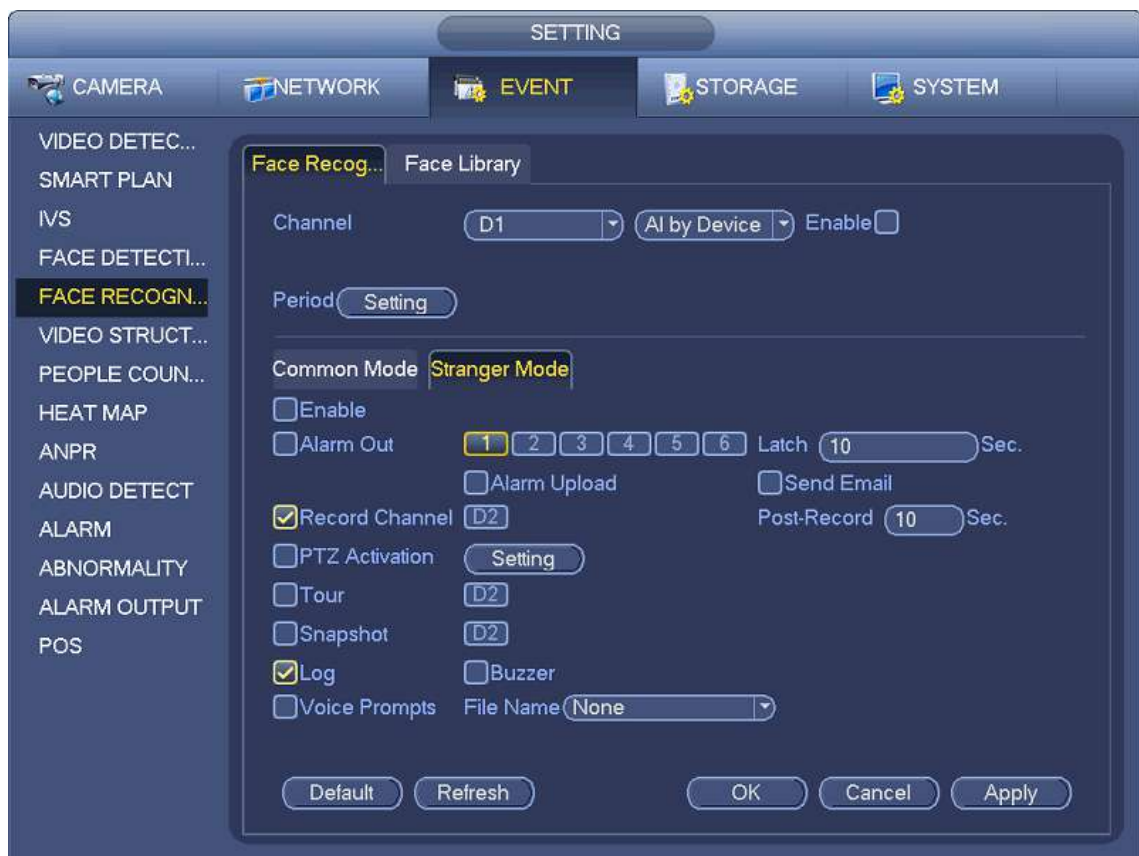 SETTING
CAMERA NETWORK EVENT STORAGE SYSTEM
VIDEO DETEC...
SMART PLAN
IVS
FACE DETECTI...
FACE RECOGN...
VIDEO STRUCT...
PEOPLE COUN...
HEAT MAP
ANPR
AUDIO DETECT
ALARM
ABNORMALITY
ALARM OUTPUT
POS
Face Recog... Face Library
Channel D1 AI by Device Enable
Period Setting
Common Mode Stranger Mode
Enable
Alarm Out 1 2 3 4 5 6 Latch 10 Sec.
Alarm Upload Send Email
Record Channel D2 Post-Record 10 Sec.
PTZ Activation Setting
Tour D2
Snapshot D2
Log Buzzer
Voice Prompts File Name None
Default Refresh OK Cancel Apply